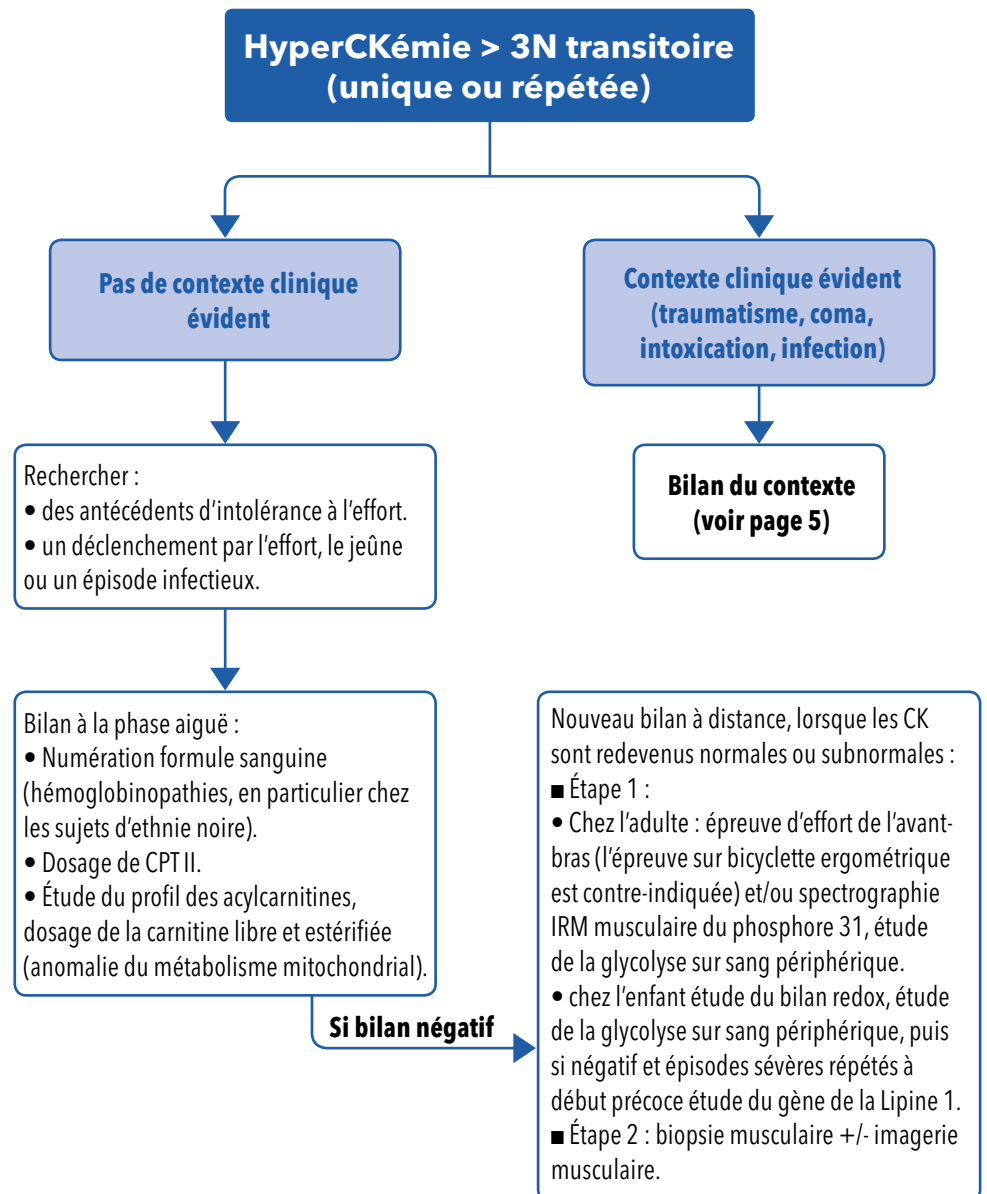 HyperCKémie > 3N transitoire
(unique ou répétée)
Pas de contexte clinique
évident
Contexte clinique évident
(traumatisme, coma,
intoxication, infection)
Rechercher :
• des antécédents d’intolérance à l’effort.
• un déclenchement par l’effort, le jeûne
ou un épisode infectieux.
Bilan du contexte
(voir page 5)
Bilan à la phase aiguë :
• Numération formule sanguine
(hémoglobinopathies, en particulier chez
les sujets d’ethnie noire).
• Dosage de CPT II.
• Étude du profil des acylcarnitines,
dosage de la carnitine libre et estérifiée
(anomalie du métabolisme mitochondrial).
Si bilan négatif
Nouveau bilan à distance, lorsque les CK
sont redevenus normales ou subnormales :
■ Étape 1 :
• Chez l’adulte : épreuve d’effort de l’avant-
bras (l’épreuve sur bicyclette ergométrique
est contre-indiquée) et/ou spectrographie
IRM musculaire du phosphore 31, étude
de la glycolyse sur sang périphérique.
• chez l’enfant étude du bilan redox, étude
de la glycolyse sur sang périphérique, puis
si négatif et épisodes sévères répétés à
début précoce étude du gène de la Lipine 1.
■ Étape 2 : biopsie musculaire +/- imagerie
musculaire.